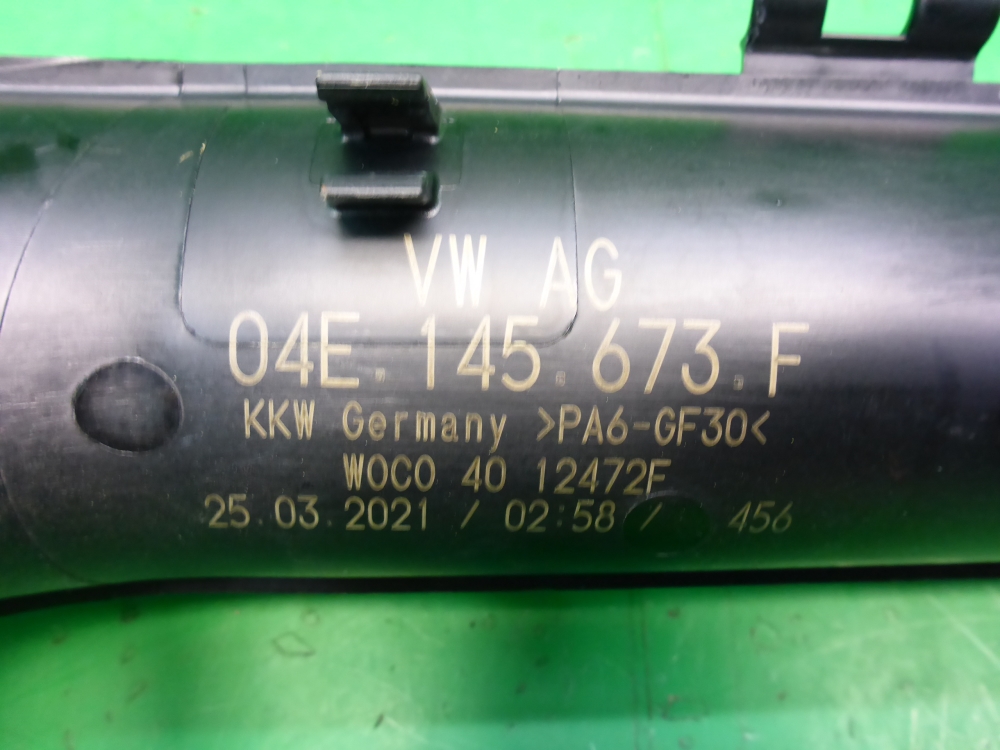 VW AG
04E.145.673.F
KKW Germany >PA6-GF30<
WOCO 40 12472F
25.03.2021 / 02:58 / 456